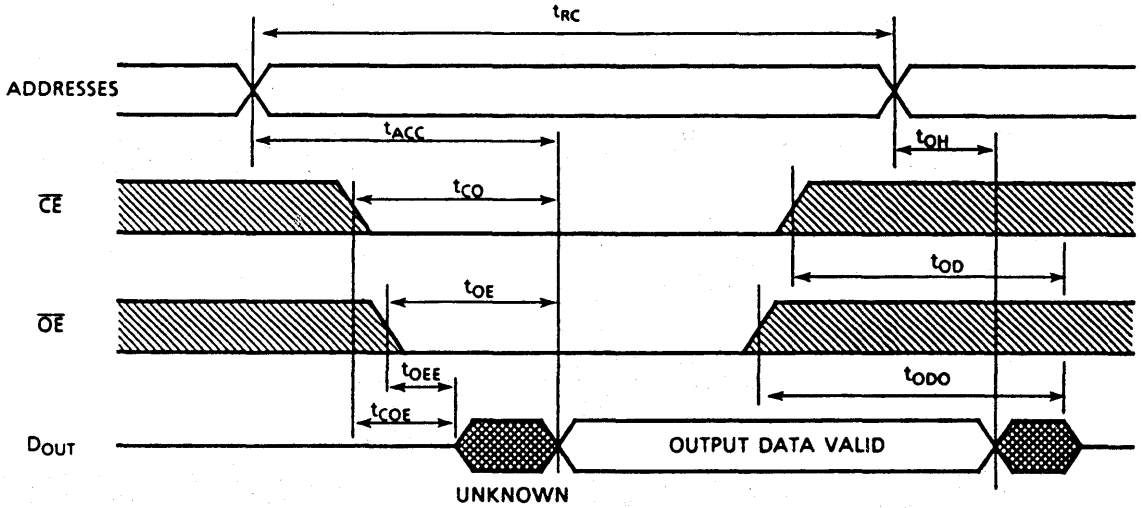 tRC
ADDRESSES
tACC
tOH
CE
tCO
tOD
OE
tOE
tOEE
tODO
tCOE
DOUT
OUTPUT DATA VALID
UNKNOWN